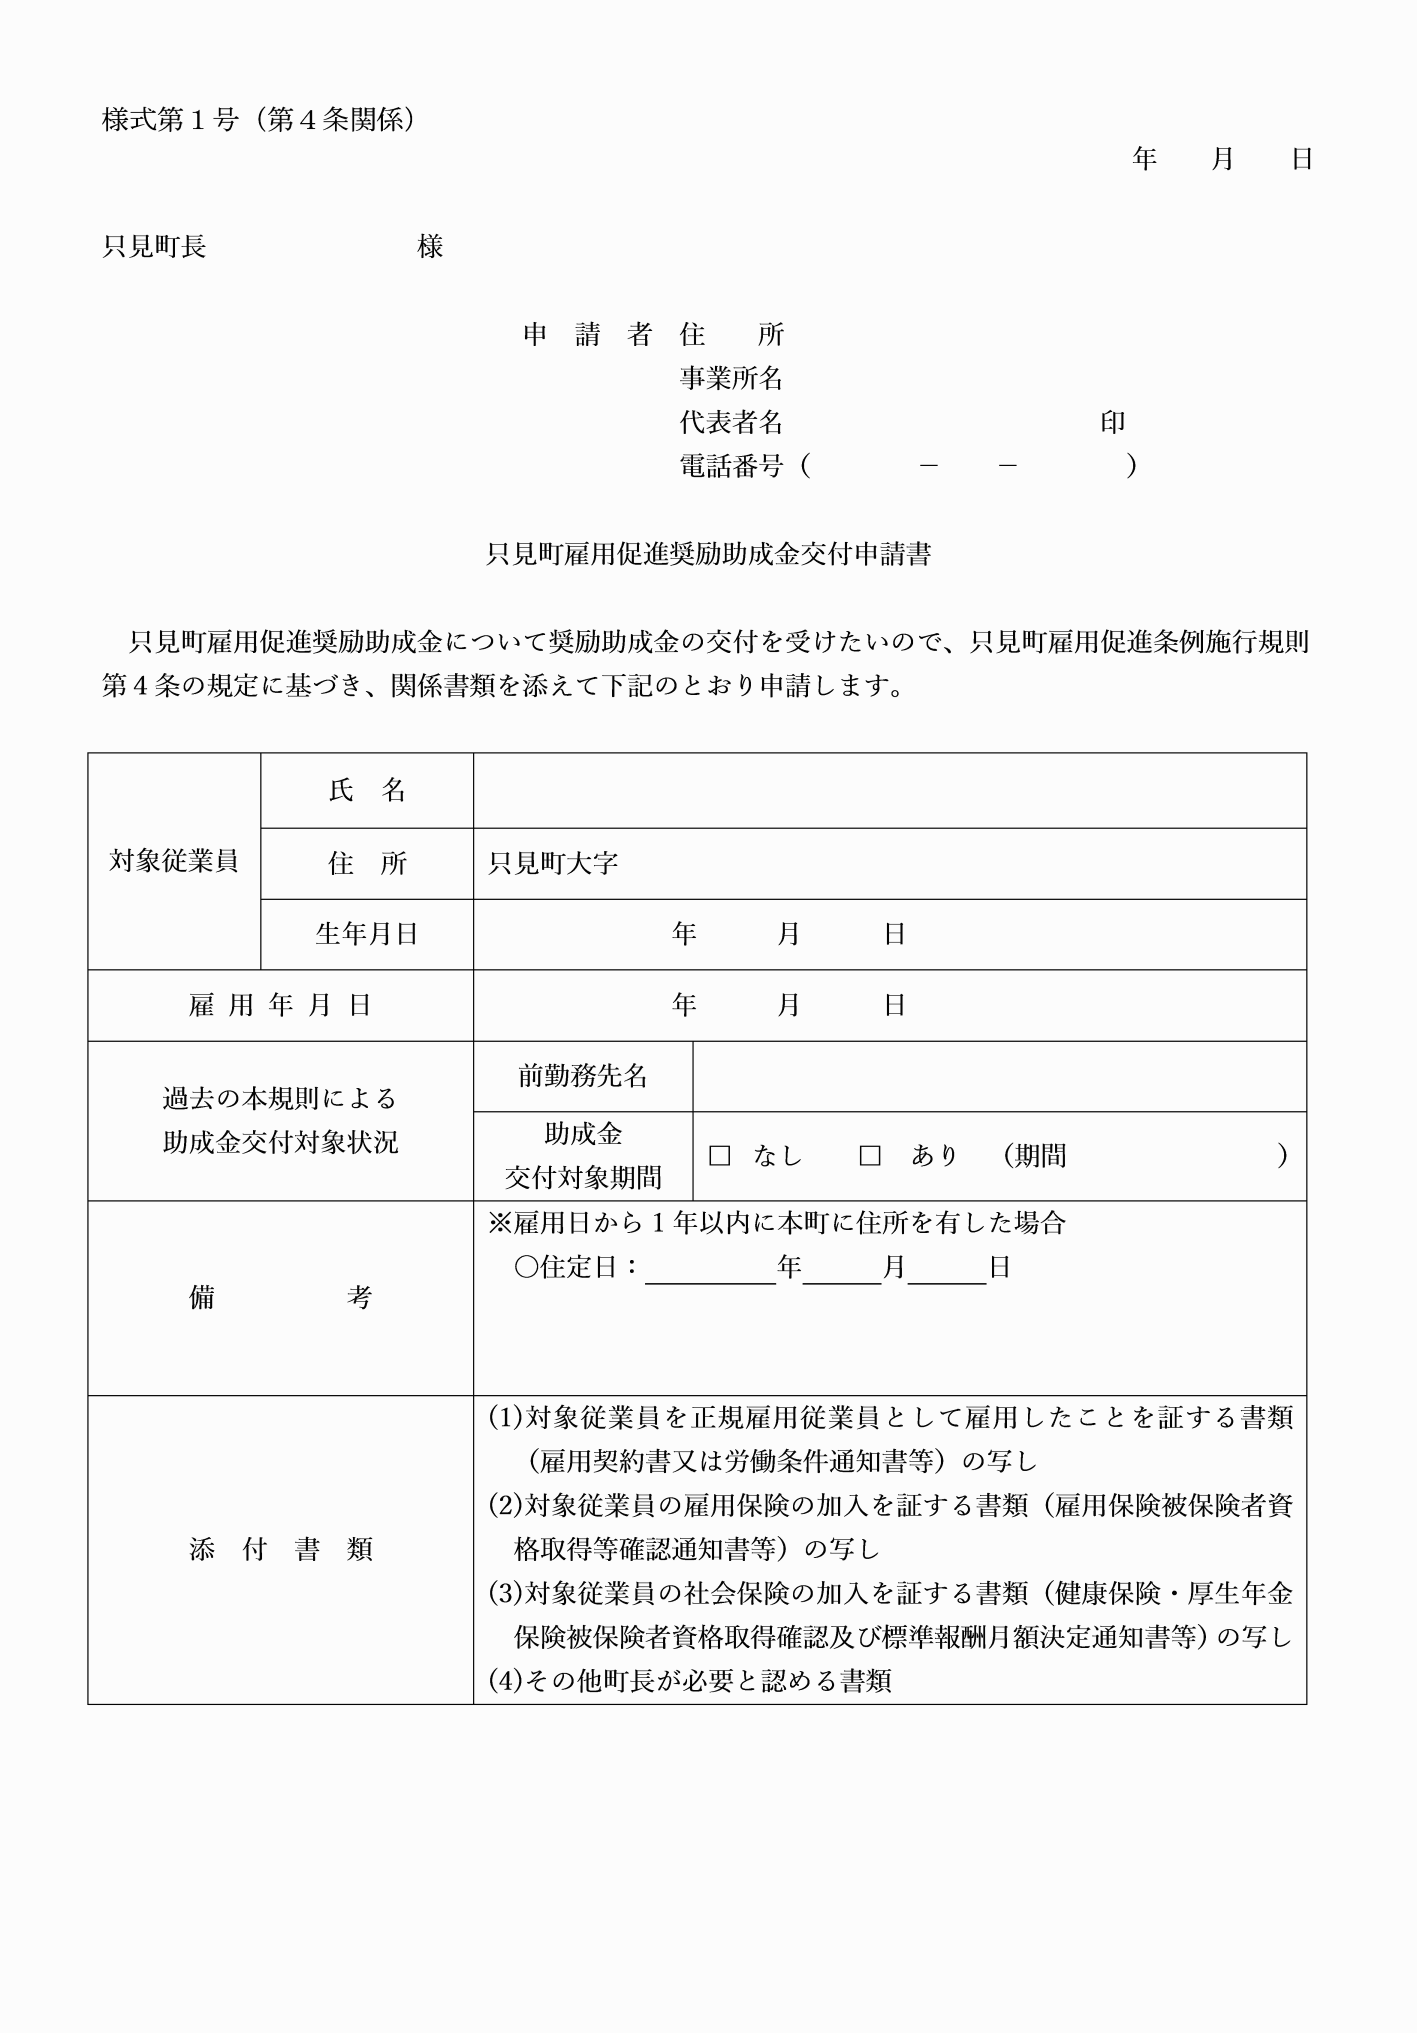 様式第１号（第４条関係）
年　　月　　日
只見町長　　　　　　　　様
申　請　者　住　　所
事業所名
代表者名　　　　　　　　　　　　印
電話番号（　　　　－　　－　　　　）
只見町雇用促進奨励助成金交付申請書
　只見町雇用促進奨励助成金について奨励助成金の交付を受けたいので、只見町雇用促進条例施行規則
第４条の規定に基づき、関係書類を添えて下記のとおり申請します。
対象従業員
氏　名
住　所
只見町大字
生年月日
年　　　月　　　日
雇 用 年 月 日
年　　　月　　　日
過去の本規則による
助成金交付対象状況
前勤務先名
助成金
交付対象期間
□　なし　　□　あり　（期間　　　　　　　　）
備　　　　　考
※雇用日から１年以内に本町に住所を有した場合
○住定日：＿＿＿＿＿年＿＿＿月＿＿＿日
添　付　書　類
(1)対象従業員を正規雇用従業員として雇用したことを証する書類
（雇用契約書又は労働条件通知書等）の写し
(2)対象従業員の雇用保険の加入を証する書類（雇用保険被保険者資
格取得等確認通知書等）の写し
(3)対象従業員の社会保険の加入を証する書類（健康保険・厚生年金
保険被保険者資格取得確認及び標準報酬月額決定通知書等）の写し
(4)その他町長が必要と認める書類